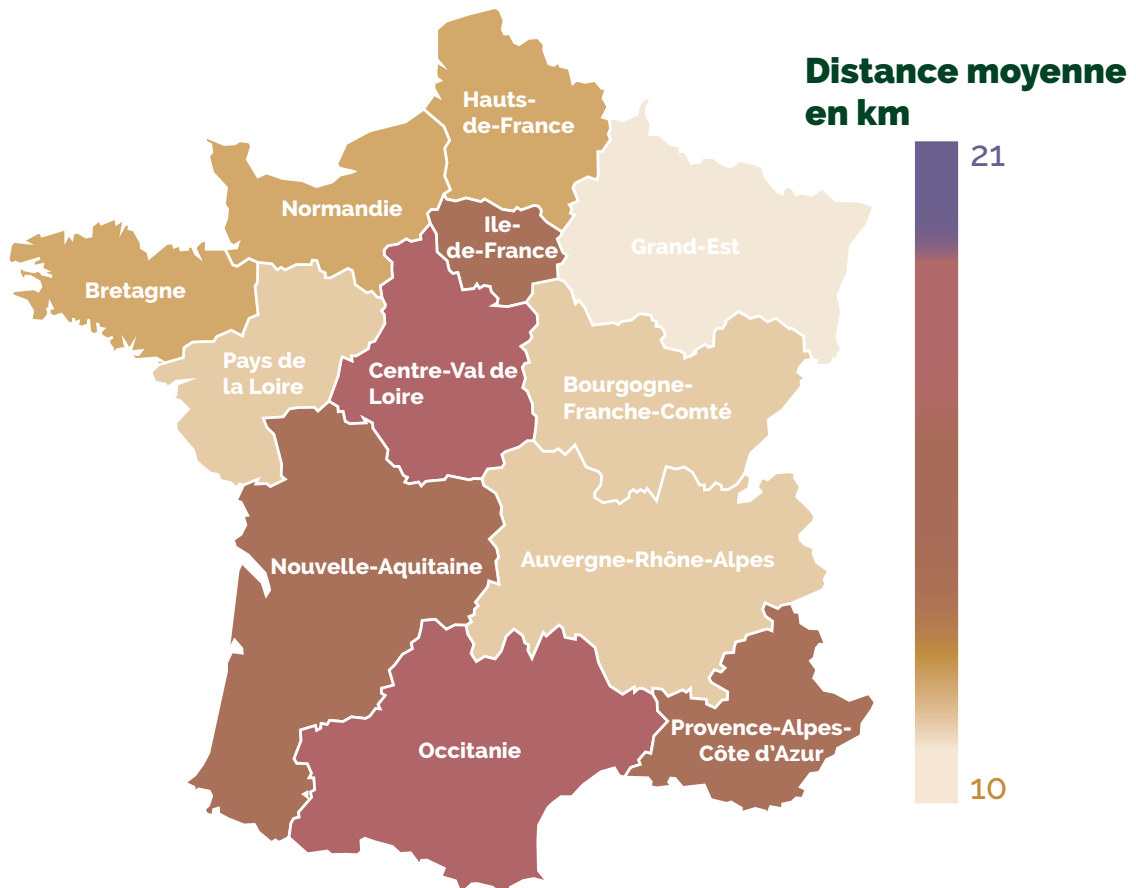 Distance moyenne
en km
21
10
Hauts-
de-France
Normandie
Ile-
de-France
Grand-Est
Bretagne
Pays de
la Loire
Centre-Val de
Loire
Bourgogne-
Franche-Comté
Nouvelle-Aquitaine
Auvergne-Rhône-Alpes
Occitanie
Provence-Alpes-
Côte d'Azur